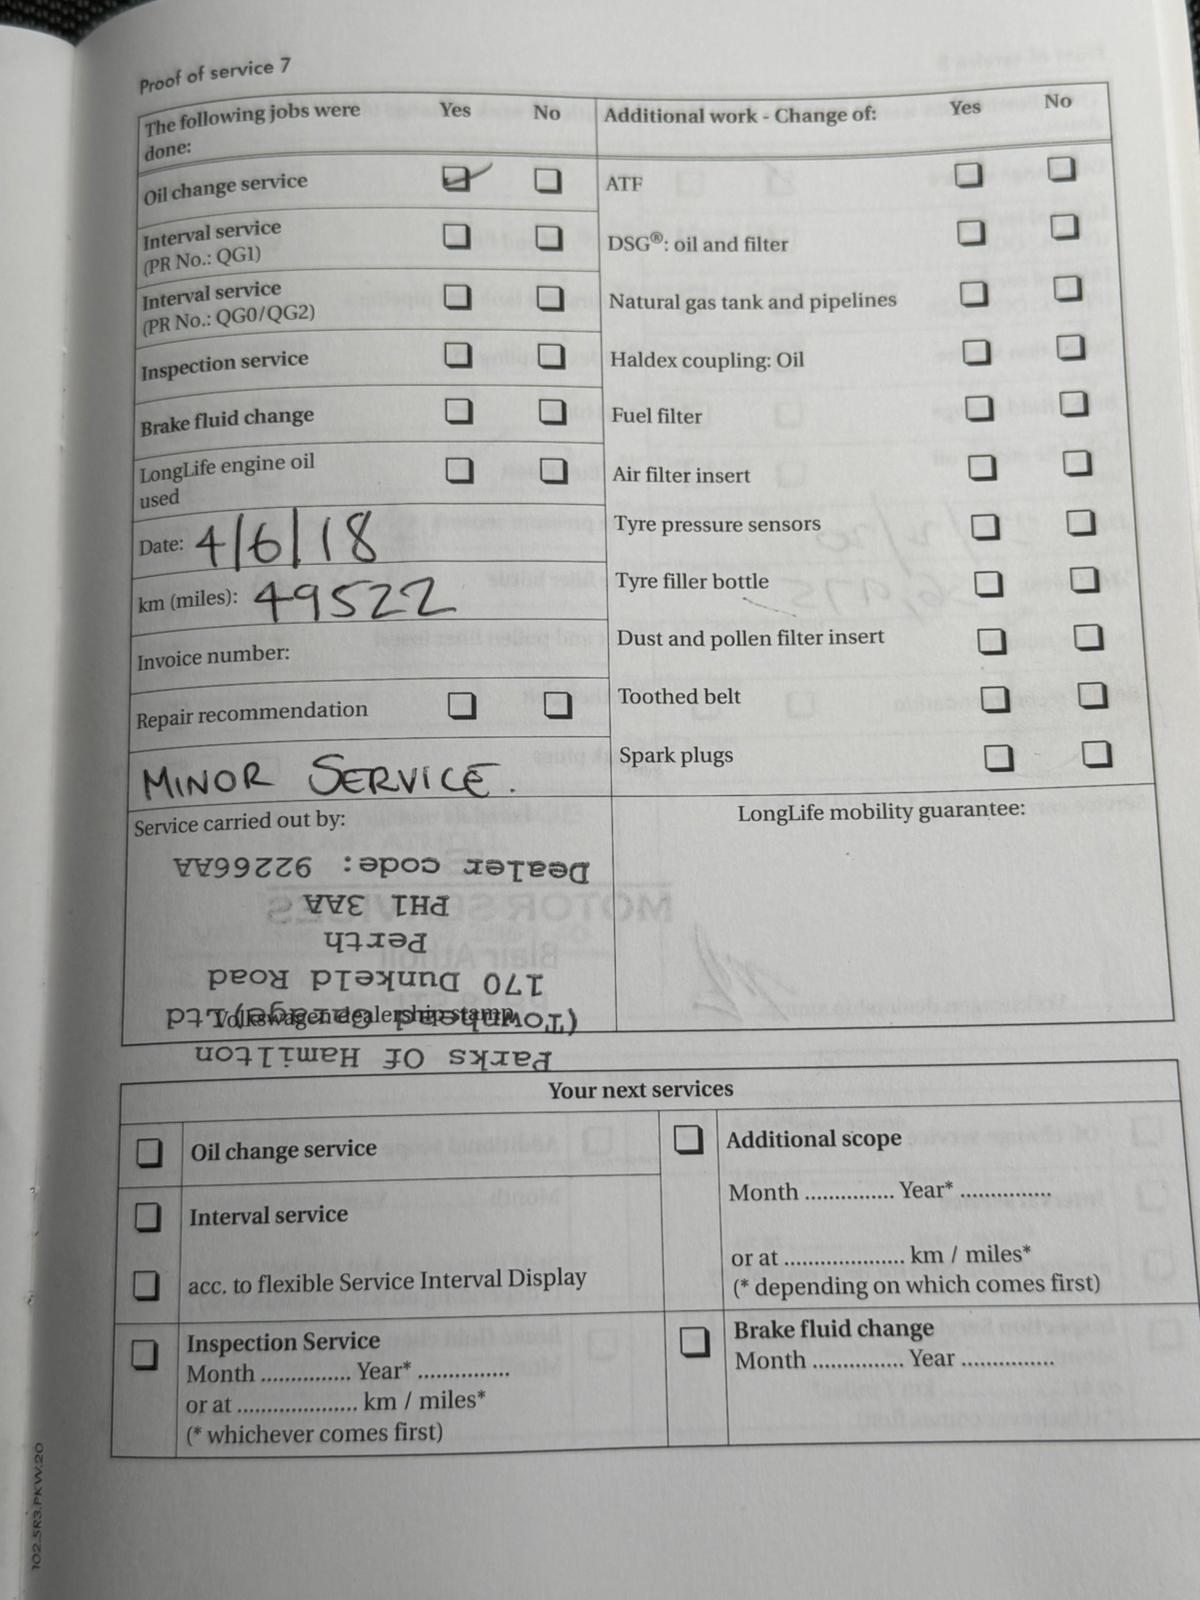 Proof of service 7
The following jobs were done: Yes No
Oil change service
Interval service
(PR No.: QG1)
Interval service
(PR No.: QG0/QG2)
Inspection service
Brake fluid change
LongLife engine oil
used
Date: 4/6/18
km (miles): 49522
Invoice number:
Repair recommendation
MINOR SERVICE.
Service carried out by:
Parks Of Hamilton
(Townhead Garage)Ltd
170 Dunkeld Road
Perth
PH1 3AA
Dealer code: 92266AA
Volkswagen dealership stamp
Additional work - Change of: Yes No
ATF
DSG®: oil and filter
Natural gas tank and pipelines
Haldex coupling: Oil
Fuel filter
Air filter insert
Tyre pressure sensors
Tyre filler bottle
Dust and pollen filter insert
Toothed belt
Spark plugs
LongLife mobility guarantee:
Your next services
Oil change service
Interval service
acc. to flexible Service Interval Display
Inspection Service
Month ............... Year* ...............
or at .................... km / miles*
(* whichever comes first)
Additional scope
Month ............... Year* ...............
or at .................... km / miles*
(* depending on which comes first)
Brake fluid change
Month ............... Year ...............
102.5R3.PKW.20